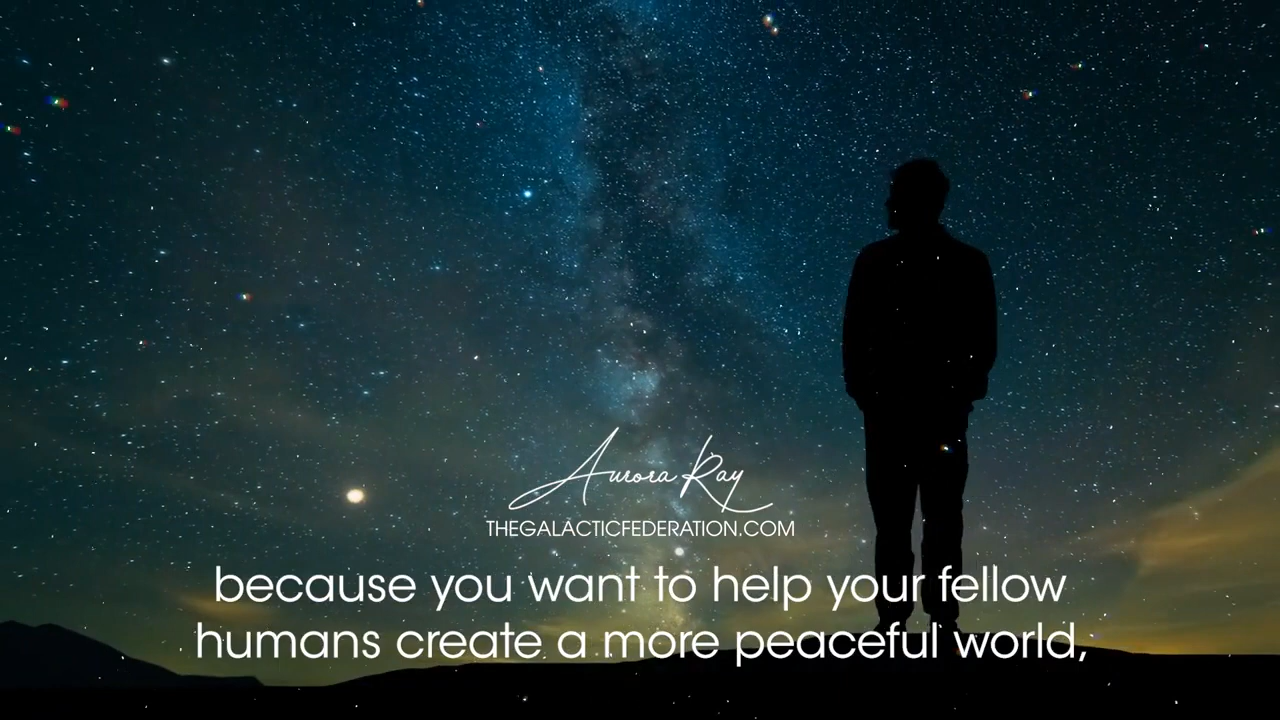 Aurora Ray
THEGALACTICFEDERATION.COM
because you want to help your fellow
humans create a more peaceful world,